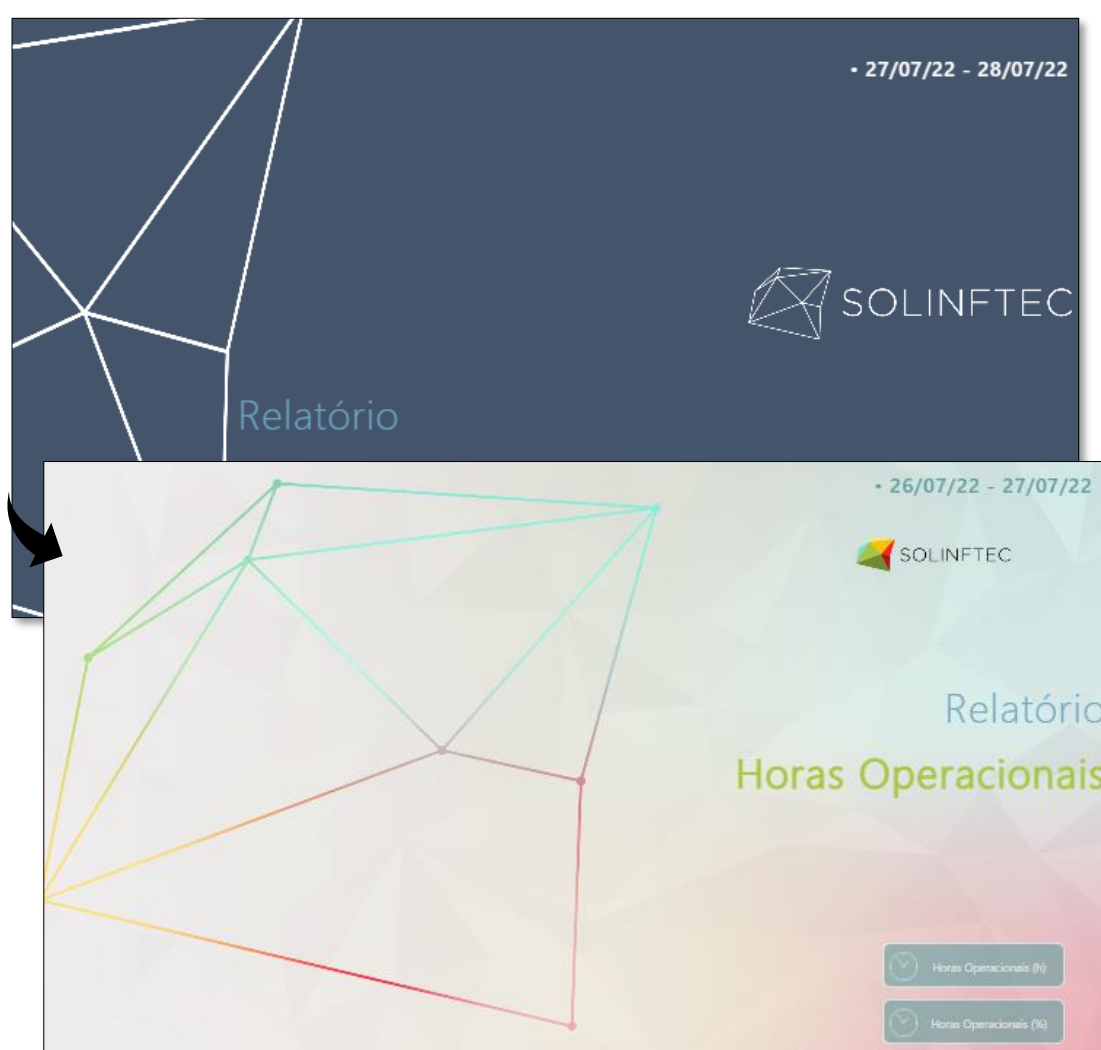 • 27/07/22 - 28/07/22
SOLINFTEC
Relatório
• 26/07/22 - 27/07/22
SOLINFTEC
Relatório
Horas Operacionais
Horas Operacionais (h)
Horas Operacionais (%)